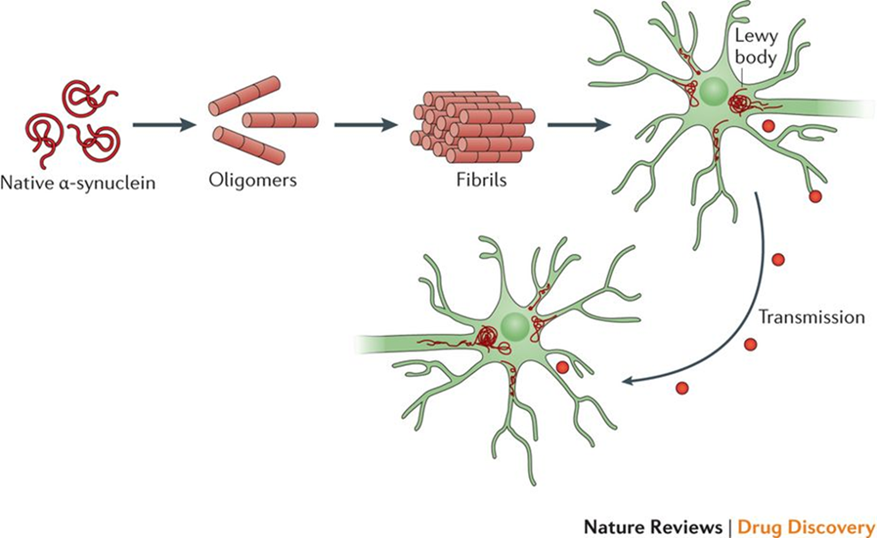 Lewy
body
Native α-synuclein
Oligomers
Fibrils
Transmission
Nature Reviews | Drug Discovery